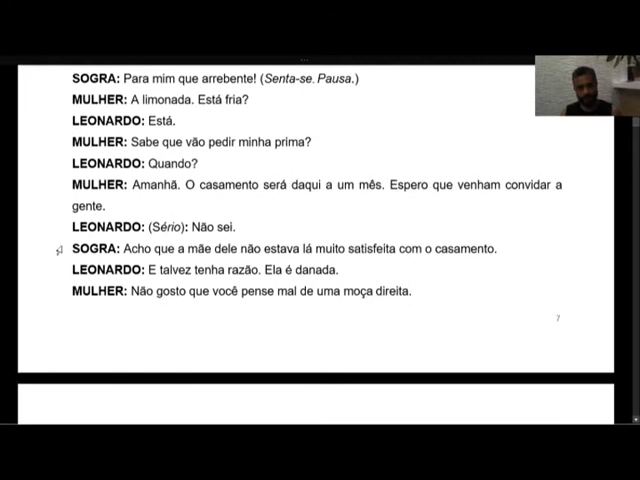 SOGRA: Para mim que arrebente! (Senta-se. Pausa.)
MULHER: A limonada. Está fria?
LEONARDO: Está.
MULHER: Sabe que vão pedir minha prima?
LEONARDO: Quando?
MULHER: Amanhã. O casamento será daqui a um mês. Espero que venham convidar a
gente.
LEONARDO: (Sério): Não sei.
SOGRA: Acho que a mãe dele não estava lá muito satisfeita com o casamento.
LEONARDO: E talvez tenha razão. Ela é danada.
MULHER: Não gosto que você pense mal de uma moça direita.
7